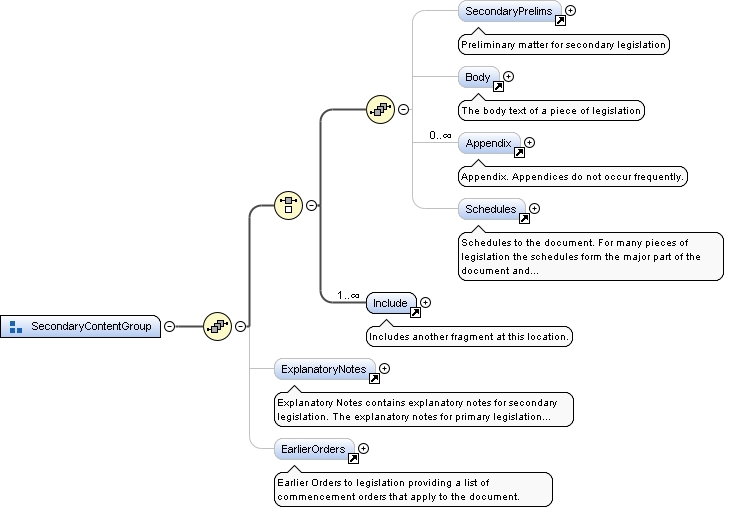 SecondaryPrelims
Preliminary matter for secondary legislation
Body
The body text of a piece of legislation
0..∞
Appendix
Appendix. Appendices do not occur frequently.
Schedules
Schedules to the document. For many pieces of
legislation the schedules form the major part of the
document and...
1..∞
Include
Includes another fragment at this location.
SecondaryContentGroup
ExplanatoryNotes
Explanatory Notes contains explanatory notes for secondary
legislation. The explanatory notes for primary legislation...
EarlierOrders
Earlier Orders to legislation providing a list of
commencement orders that apply to the document.